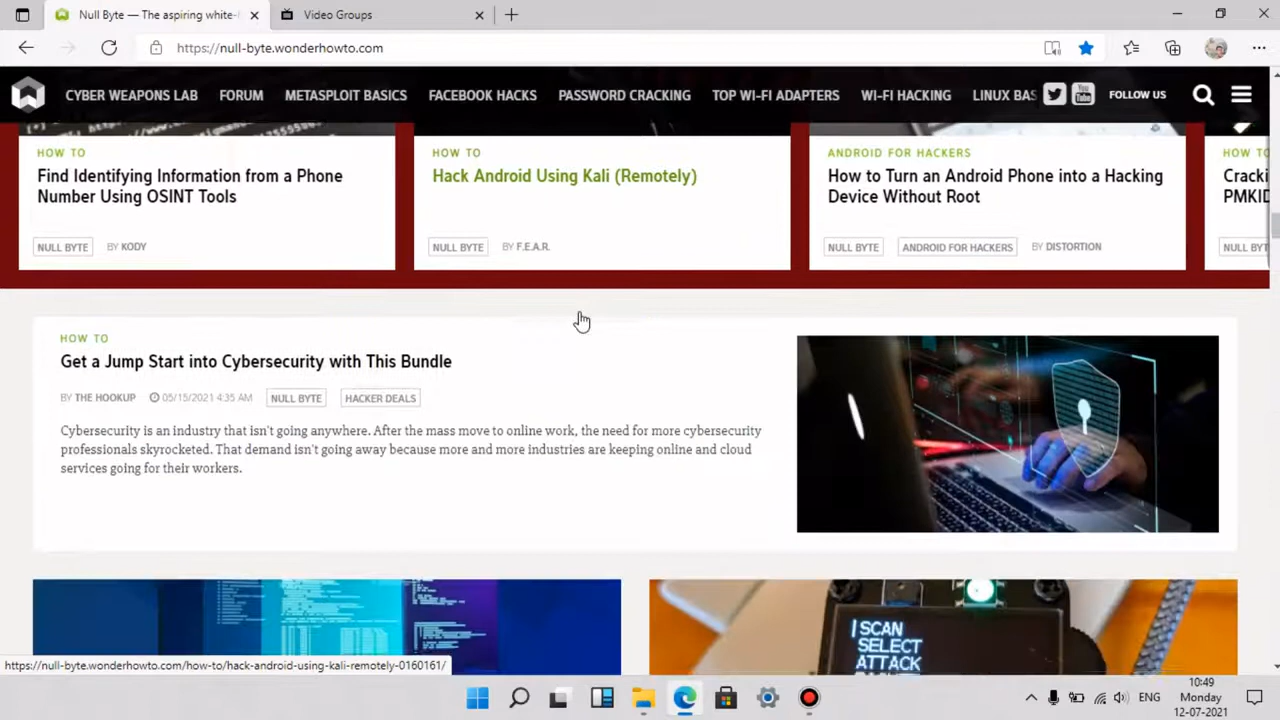 Null Byte — The aspiring white-
Video Groups
https://null-byte.wonderhowto.com
CYBER WEAPONS LAB FORUM METASPLOIT BASICS FACEBOOK HACKS PASSWORD CRACKING TOP WI-FI ADAPTERS WI-FI HACKING LINUX BAS FOLLOW US
HOW TO
Find Identifying Information from a Phone
Number Using OSINT Tools
NULL BYTE BY KODY
HOW TO
Hack Android Using Kali (Remotely)
NULL BYTE BY F.E.A.R.
ANDROID FOR HACKERS
How to Turn an Android Phone into a Hacking
Device Without Root
NULL BYTE ANDROID FOR HACKERS BY DISTORTION
HOW TO
Cracki
PMKID
NULL BYT
HOW TO
Get a Jump Start into Cybersecurity with This Bundle
BY THE HOOKUP 05/15/2021 4:35 AM NULL BYTE HACKER DEALS
Cybersecurity is an industry that isn't going anywhere. After the mass move to online work, the need for more cybersecurity
professionals skyrocketed. That demand isn't going away because more and more industries are keeping online and cloud
services going for their workers.
I SCAN
SELECT
ATTACK
https://null-byte.wonderhowto.com/how-to/hack-android-using-kali-remotely-0160161/
ENG
10:49
Monday
12-07-2021